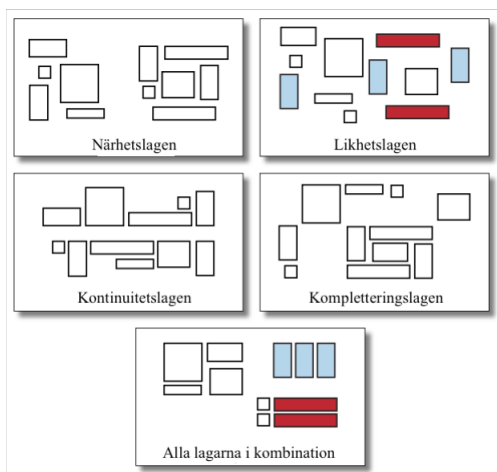 Närhetslagen
Likhetslagen
Kontinuitetslagen
Kompletteringslagen
Alla lagarna i kombination